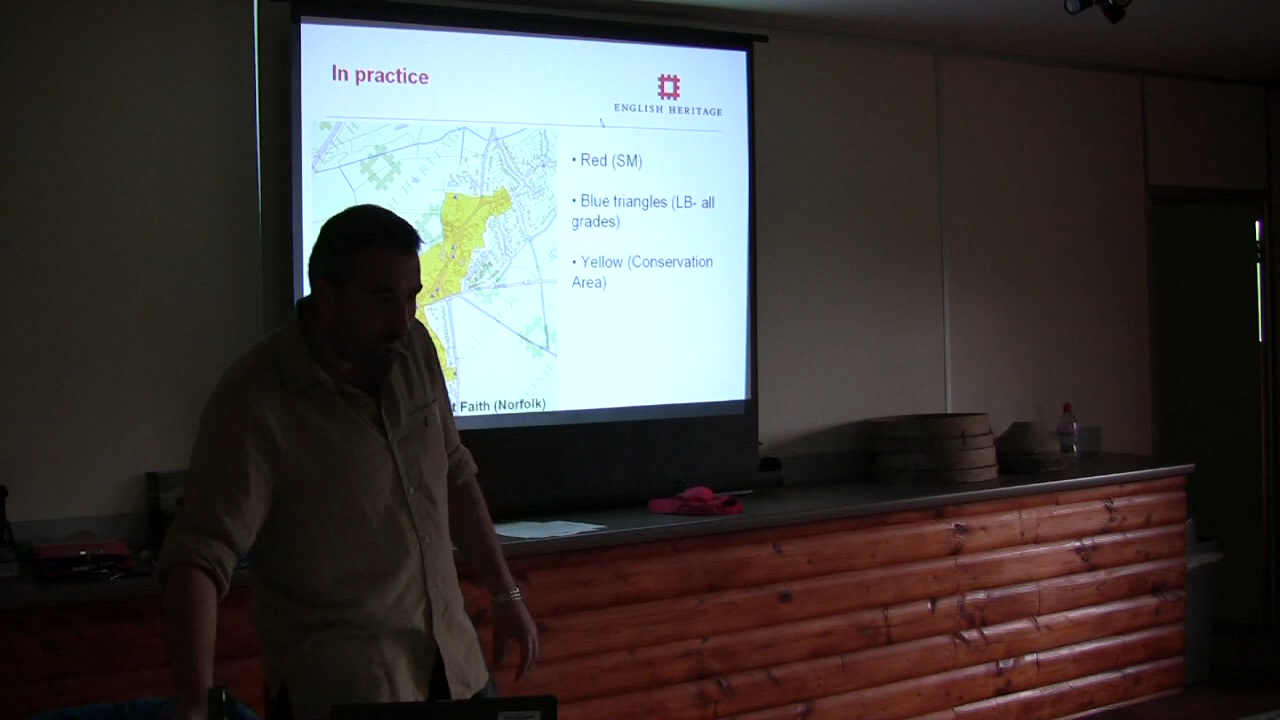 In practice
ENGLISH HERITAGE
• Red (SM)
• Blue triangles (LB- all
grades)
• Yellow (Conservation
Area)
t Faith (Norfolk)